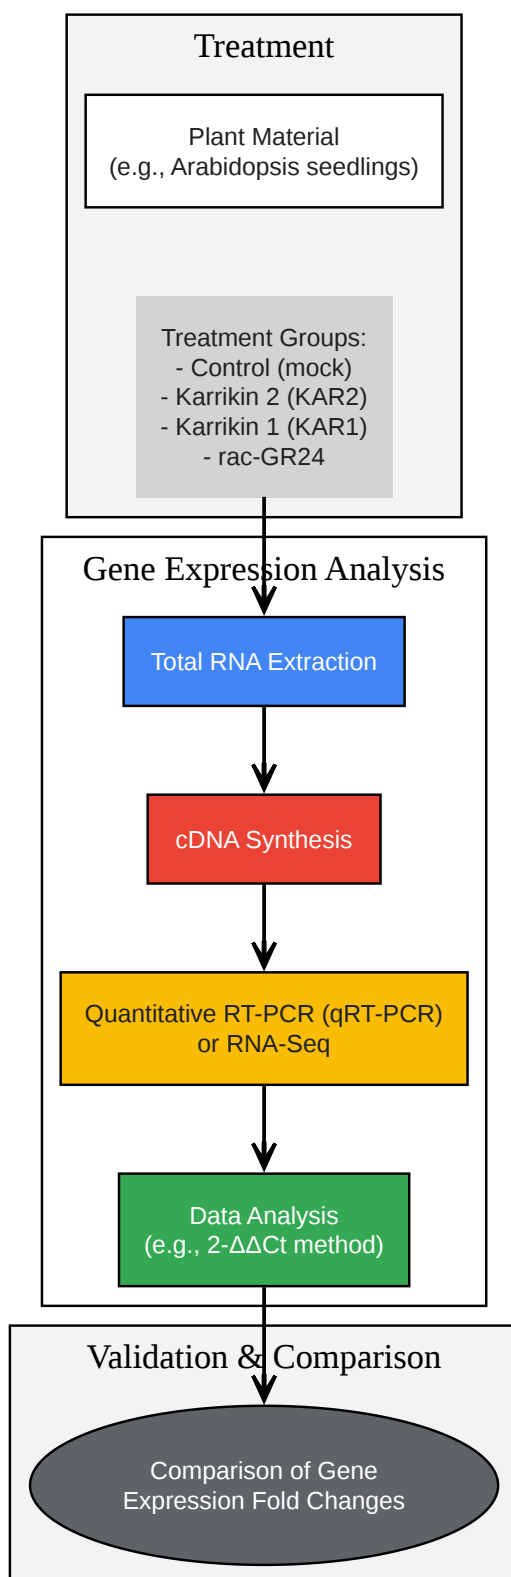 Treatment
Plant Material
(e.g., Arabidopsis seedlings)
Treatment Groups:
- Control (mock)
- Karrikin 2 (KAR2)
- Karrikin 1 (KAR1)
- rac-GR24
Gene Expression Analysis
Total RNA Extraction
cDNA Synthesis
Quantitative RT-PCR (qRT-PCR)
or RNA-Seq
Data Analysis
(e.g., 2-ΔΔCt method)
Validation & Comparison
Comparison of Gene
Expression Fold Changes